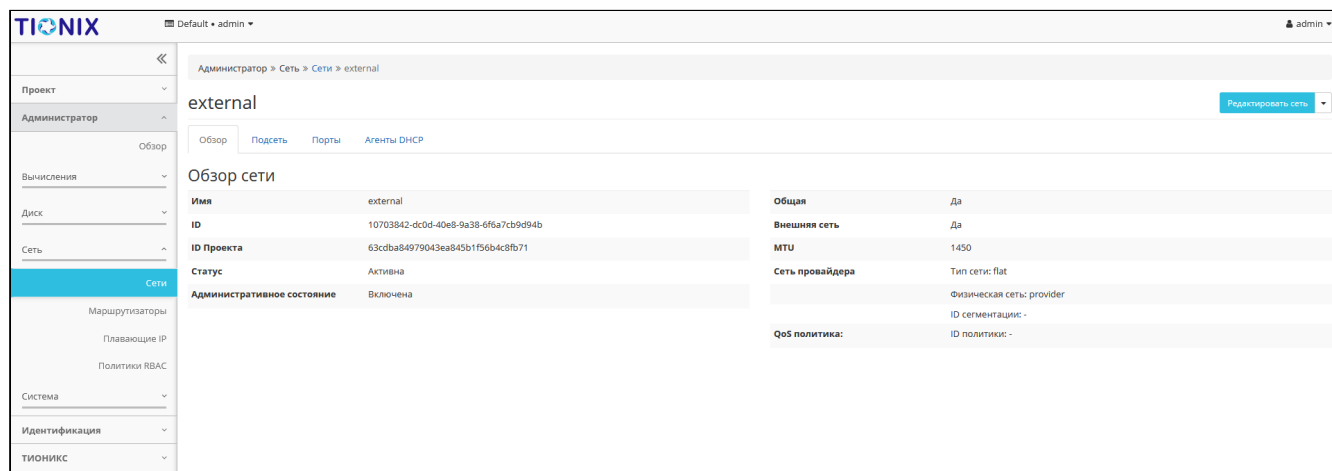 TIONIX
Default • admin
admin
Проект
Администратор
Обзор
Вычисления
Диск
Сеть
Сети
Маршрутизаторы
Плавающие IP
Политики RBAC
Система
Идентификация
ТИОНИКС
Администратор » Сеть » Сети » external
external
Редактировать сеть
Обзор Подсеть Порты Агенты DHCP
Обзор сети
Имя external
ID 10703842-dc0d-40e8-9a38-6f6a7cb9d94b
ID Проекта 63cdba84979043ea845b1f56b4c8fb71
Статус Активна
Административное состояние Включена
Общая Да
Внешняя сеть Да
MTU 1450
Сеть провайдера Тип сети: flat
Физическая сеть: provider
ID сегментации: -
QoS политика: ID политики: -